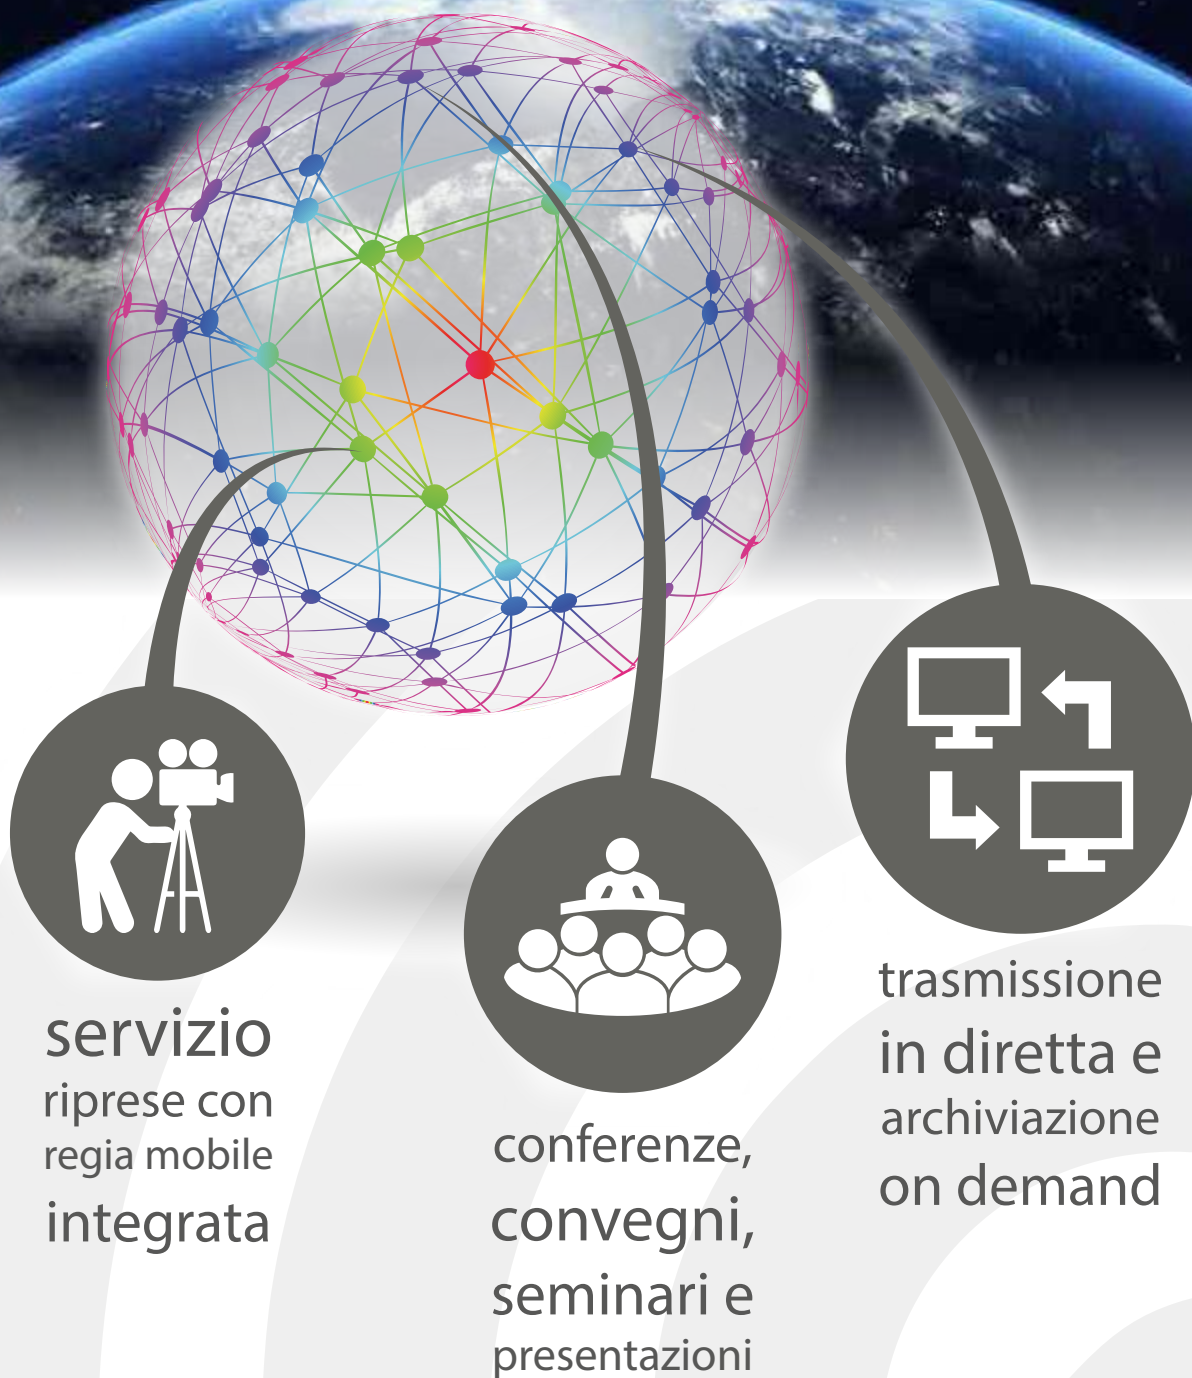 servizio
riprese con
regia mobile
integrata
conferenze,
convegni,
seminari e
presentazioni
trasmissione
in diretta e
archiviazione
on demand